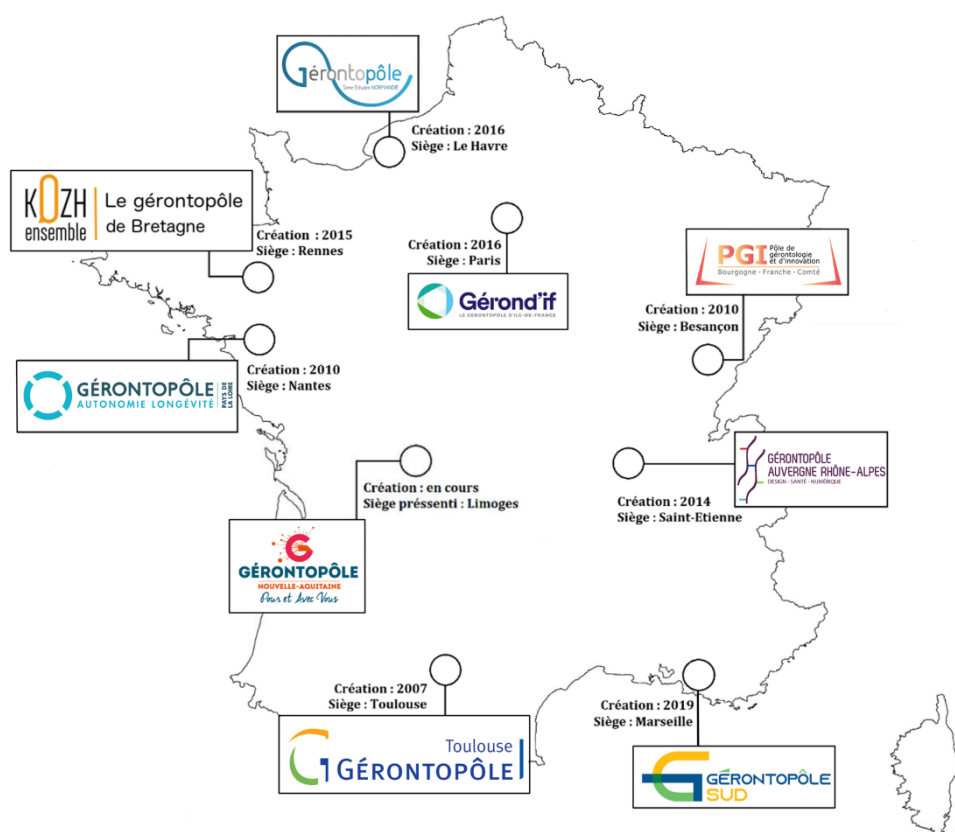 Gérontopôle
Seine Estuaire NORMANDIE
Création : 2016
Siège : Le Havre
KOZH
ensemble
Le gérontopôle
de Bretagne
Création : 2015
Siège : Rennes
Création : 2016
Siège : Paris
Gérond'if
LE GÉRONTOPÔLE D'ILE-DE-FRANCE
PGI
Pôle de
gérontologie
et d'innovation
Bourgogne - Franche - Comté
Création : 2010
Siège : Besançon
Création : 2010
Siège : Nantes
GÉRONTOPÔLE
AUTONOMIE LONGÉVITÉ
PAYS DE
LA LOIRE
GÉRONTOPÔLE
AUVERGNE RHÔNE-ALPES
DESIGN - SANTÉ - NUMÉRIQUE
Création : 2014
Siège : Saint-Etienne
Création : en cours
Siège préssenti : Limoges
GÉRONTOPÔLE
NOUVELLE-AQUITAINE
Pour et Avec Vous
Création : 2007
Siège : Toulouse
Toulouse
GÉRONTOPÔLE
Création : 2019
Siège : Marseille
GÉRONTOPÔLE
SUD